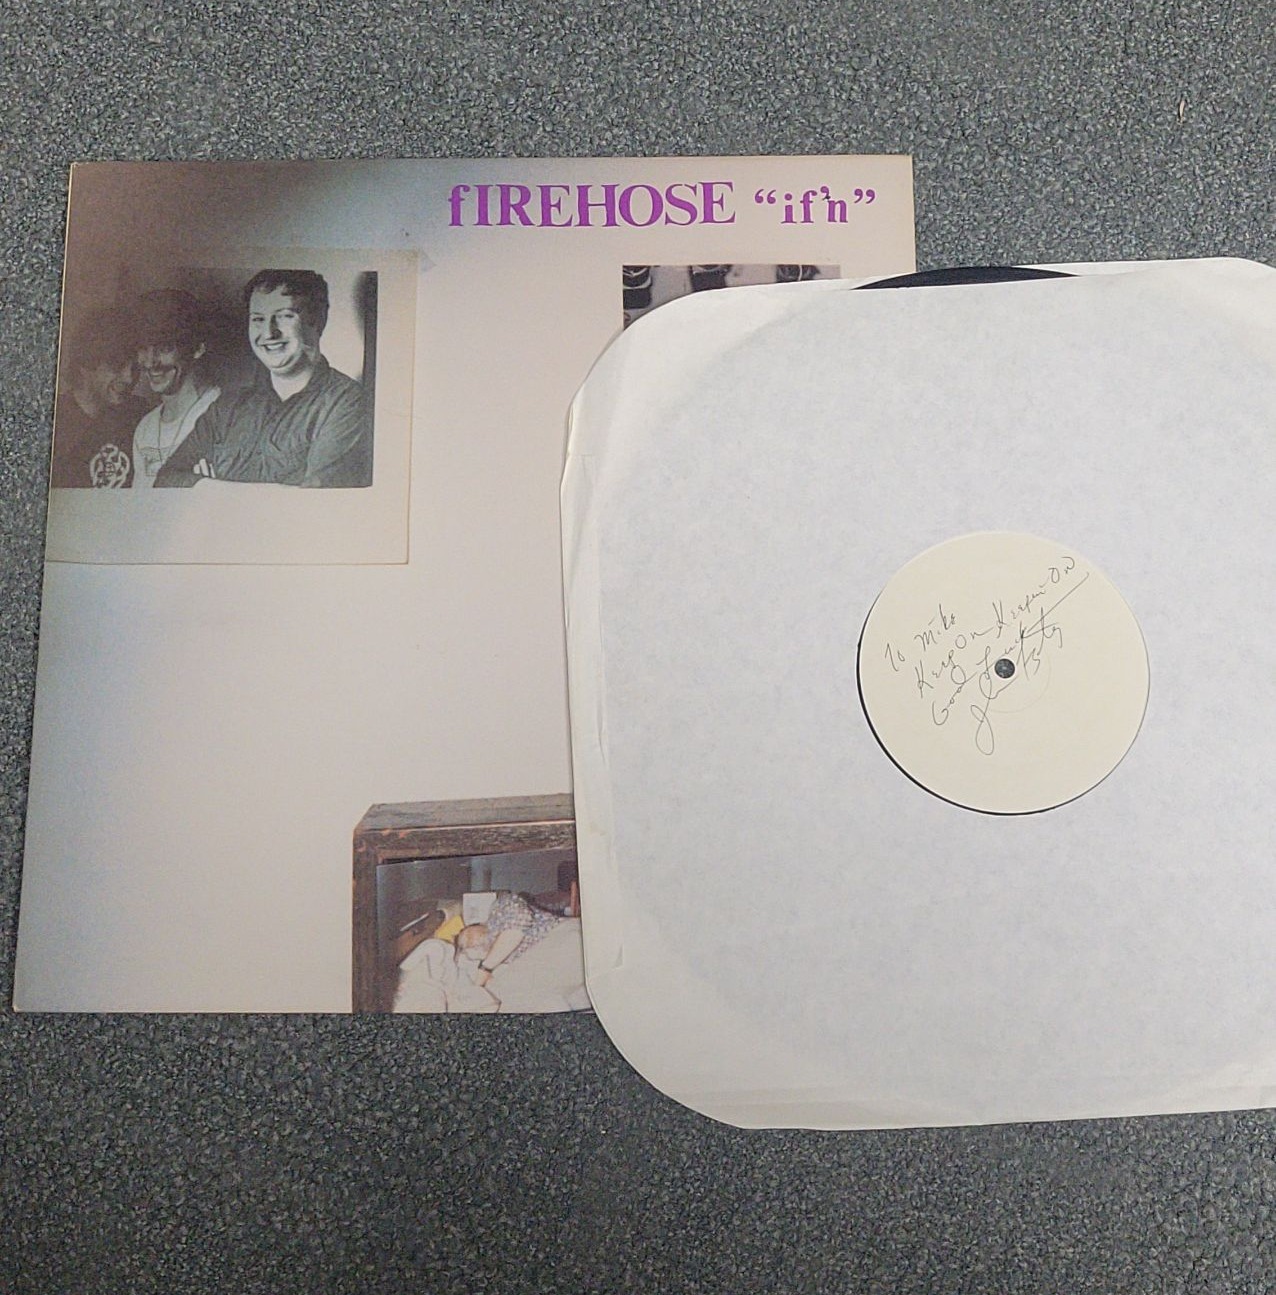 fIREHOSE “if’n”
To Mike
Keep On Keepin On
Good Luck